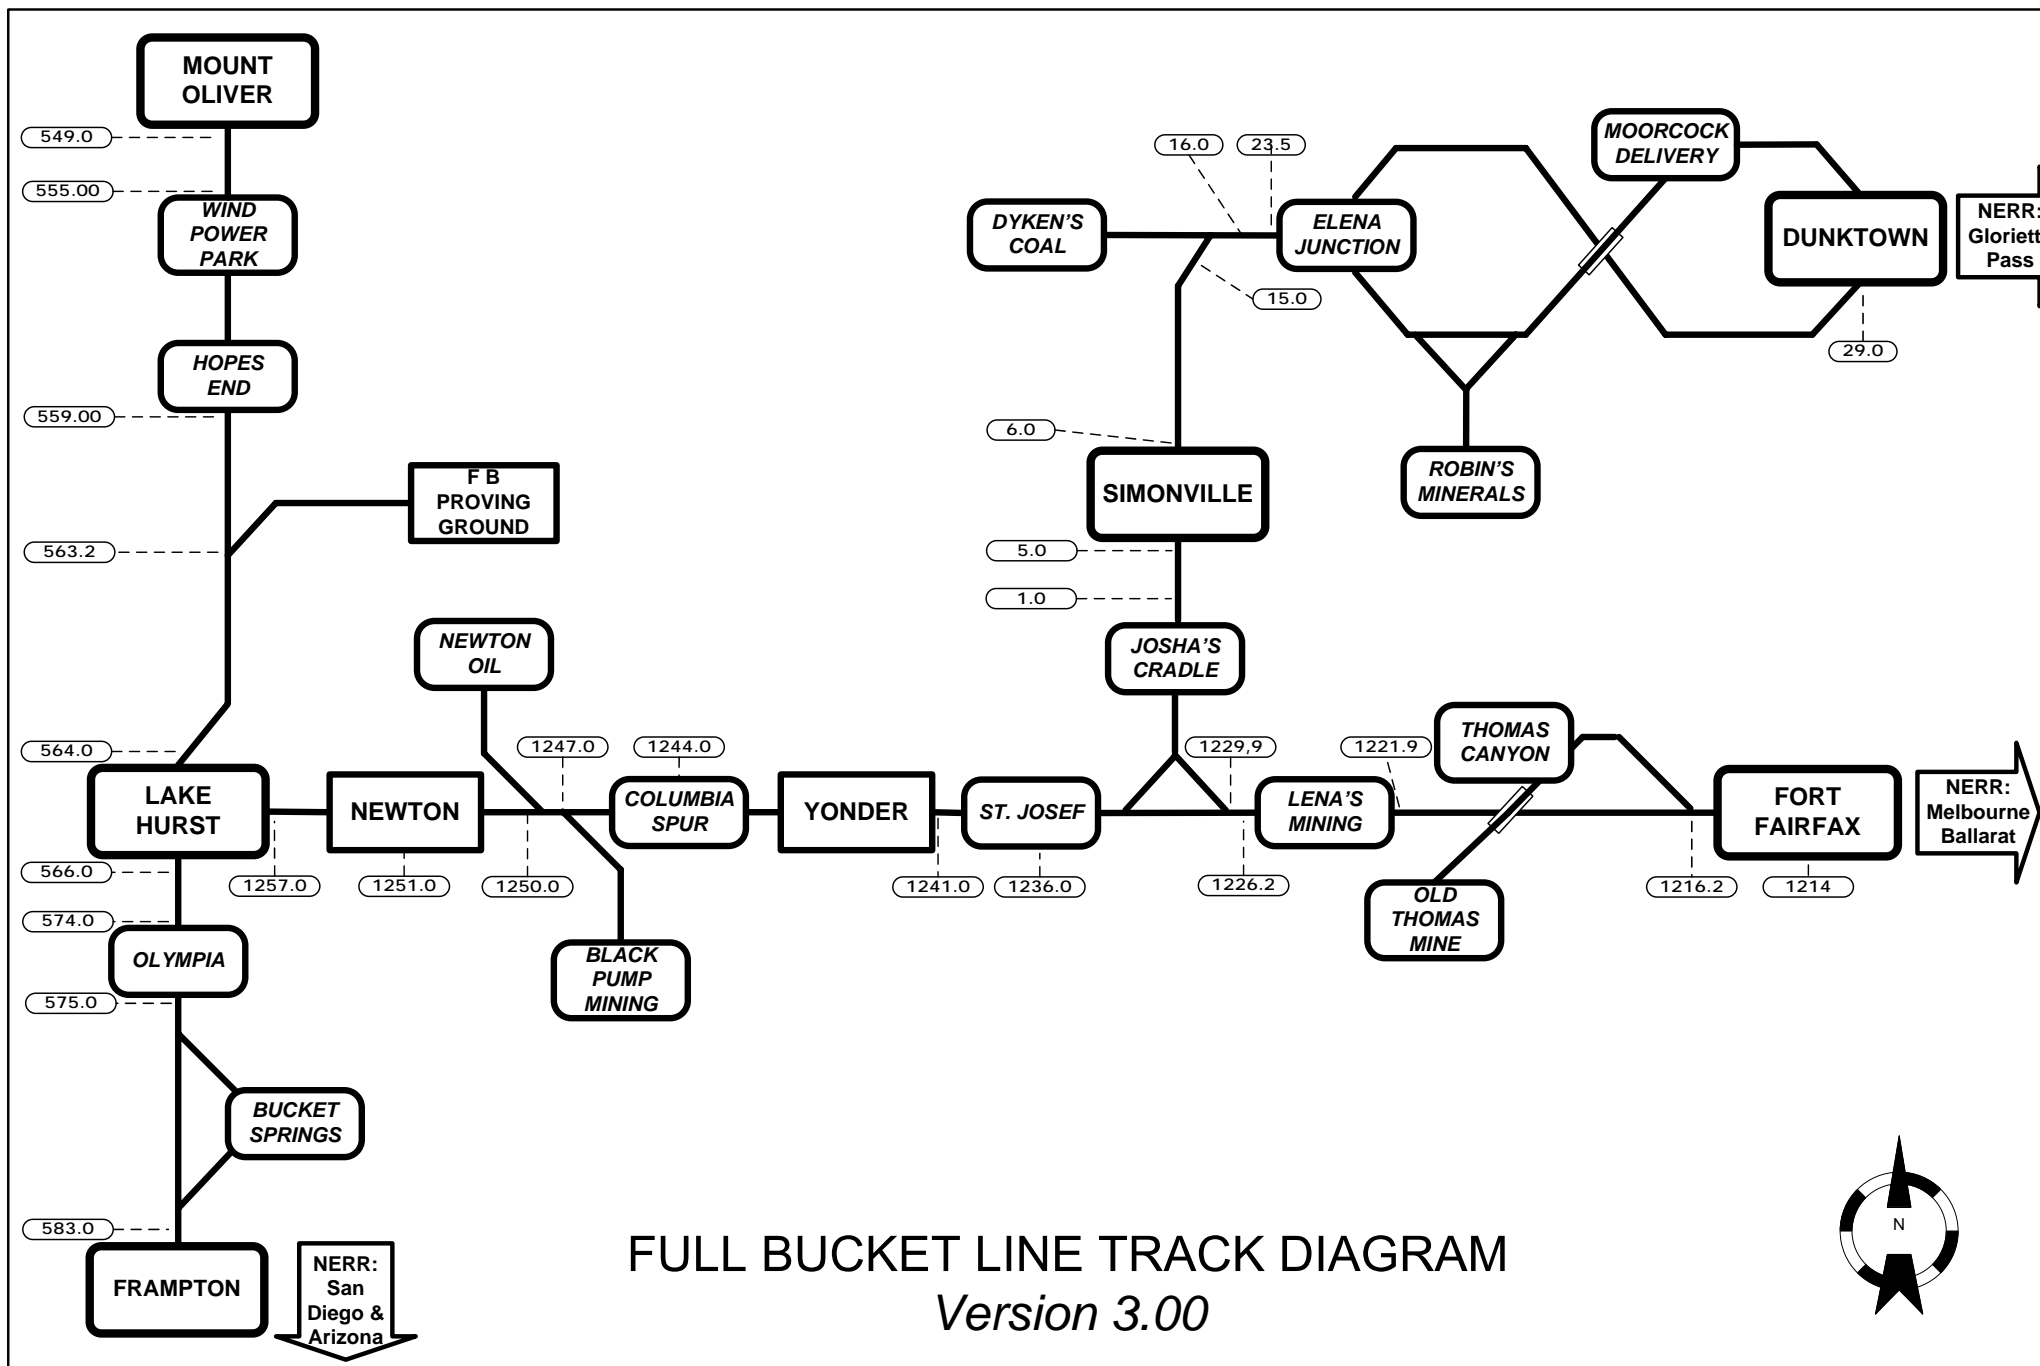 MOUNT
OLIVER
549.0
555.00
WIND
POWER
PARK
HOPES
END
559.00
F B
PROVING
GROUND
563.2
NEWTON
OIL
564.0
LAKE
HURST
566.0
574.0
OLYMPIA
575.0
BUCKET
SPRINGS
583.0
FRAMPTON
NERR:
San
Diego &
Arizona
1257.0
NEWTON
1251.0
1250.0
1247.0
1244.0
COLUMBIA
SPUR
BLACK
PUMP
MINING
YONDER
1241.0
ST. JOSEF
1236.0
DYKEN'S
COAL
16.0
23.5
15.0
ELENA
JUNCTION
6.0
SIMONVILLE
5.0
1.0
JOSHA'S
CRADLE
1229,9
1226.2
LENA'S
MINING
1221.9
ROBIN'S
MINERALS
MOORCOCK
DELIVERY
DUNKTOWN
29.0
NERR:
Gloriett
Pass
THOMAS
CANYON
OLD
THOMAS
MINE
1216.2
FORT
FAIRFAX
1214
NERR:
Melbourne
Ballarat
N
FULL BUCKET LINE TRACK DIAGRAM
Version 3.00